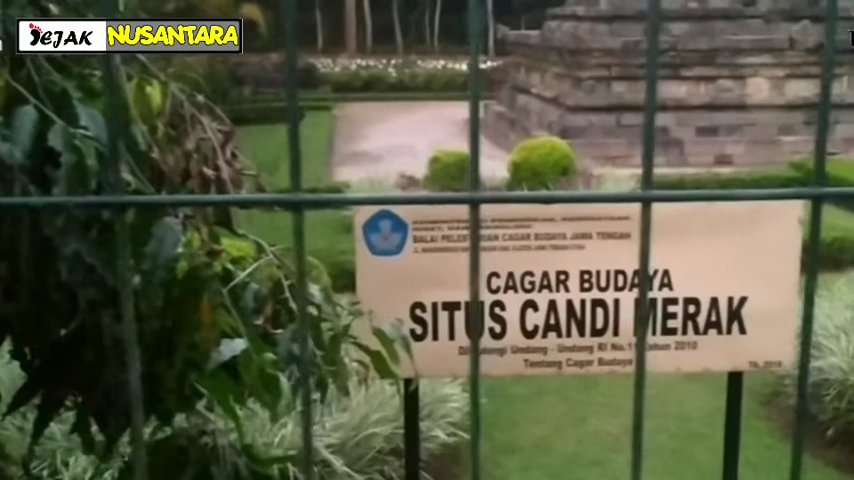 JEJAK NUSANTARA
BALAI PELESTARIAN CAGAR BUDAYA JAWA TENGAH
CAGAR BUDAYA
SITUS CANDI MERAK
Dilindungi Undang - Undang RI No.11 Tahun 2010
Tentang Cagar Budaya